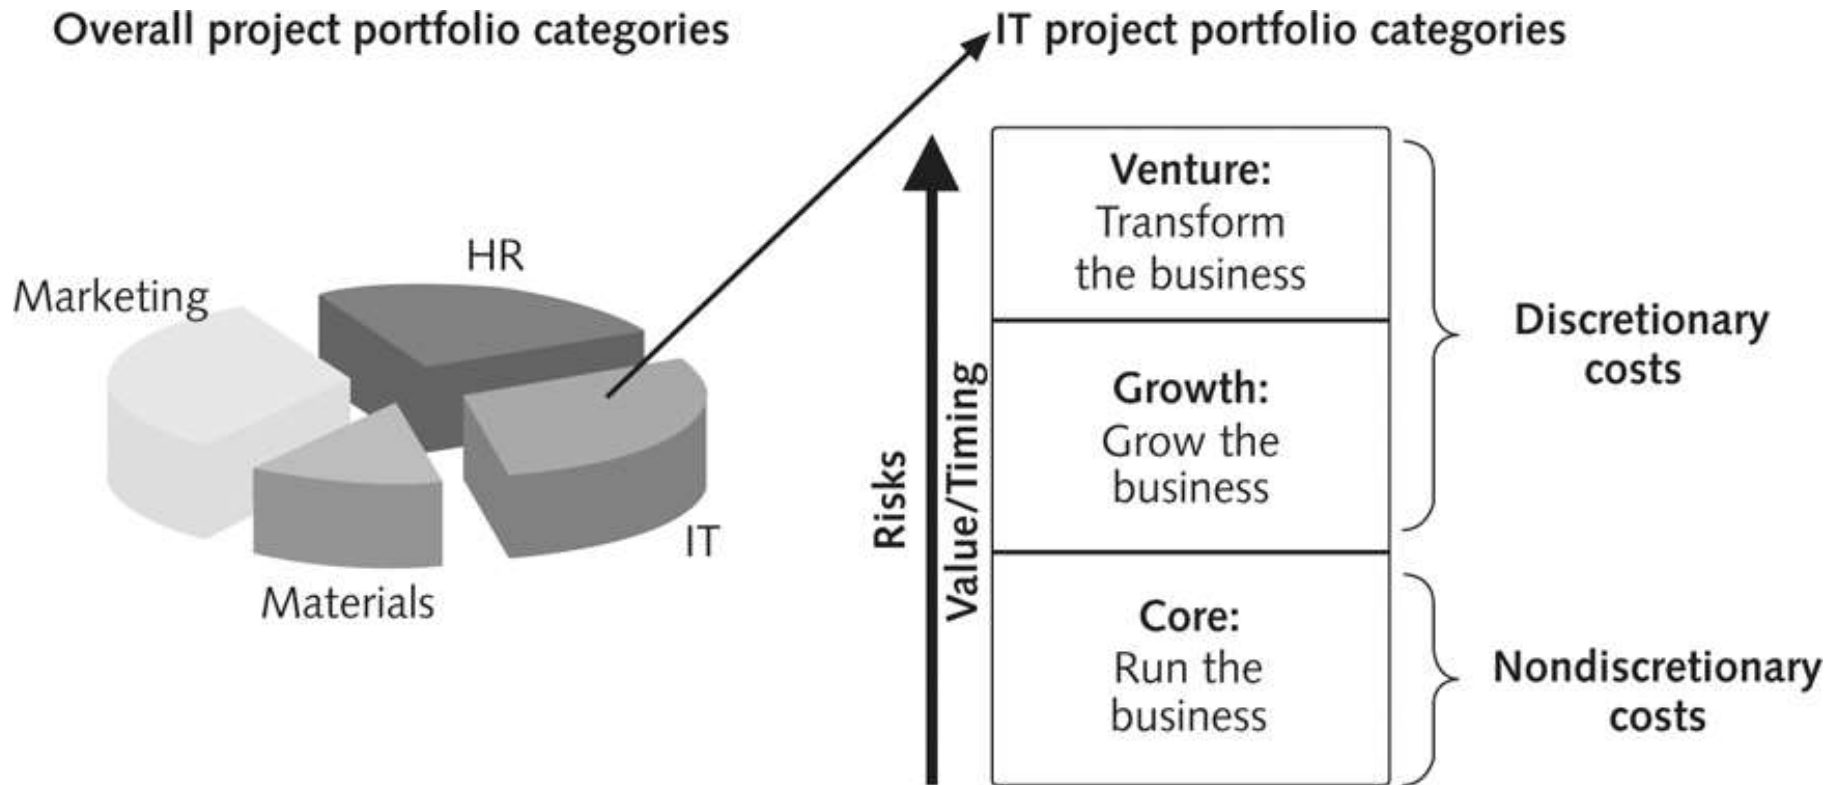 Overall project portfolio categories
IT project portfolio categories
HR
Marketing
IT
Materials
Risks
Value/Timing
Venture:
Transform
the business
Growth:
Grow the
business
Core:
Run the
business
Discretionary
costs
Nondiscretionary
costs